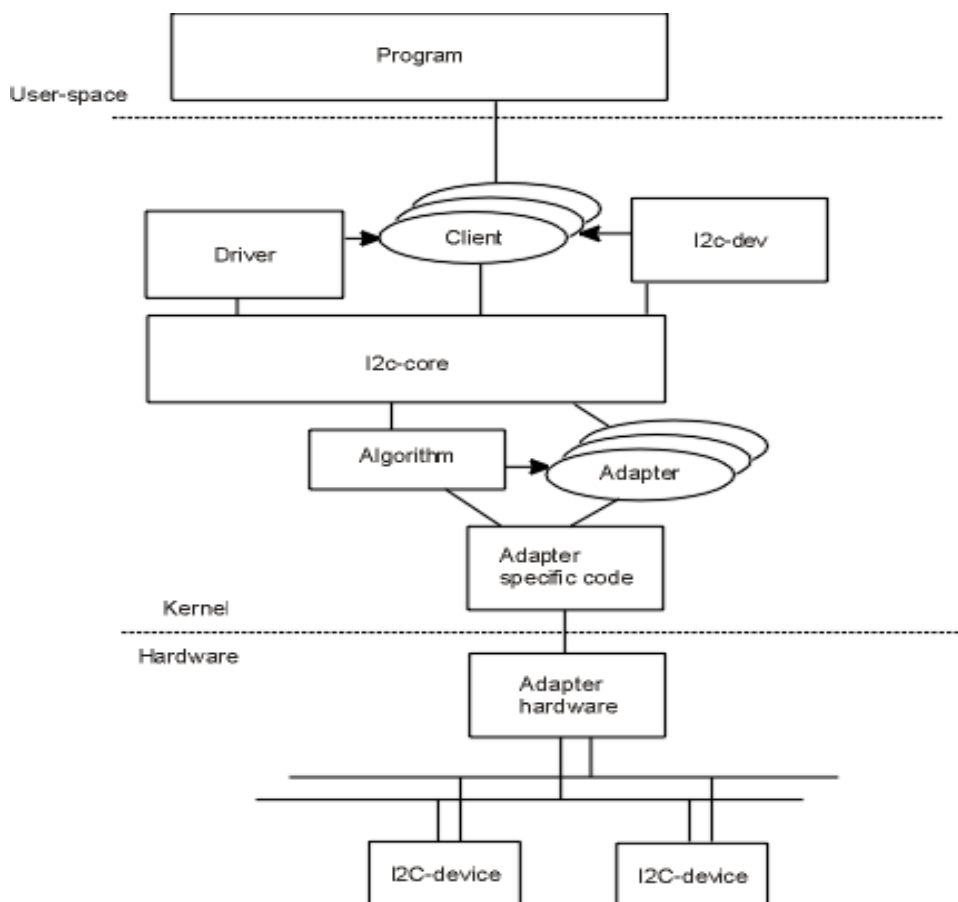 Program
User-space
Client
I2c-dev
Driver
I2c-core
Algorithm
Adapter
Adapter
specific code
Kernel
Hardware
Adapter
hardware
I2C-device
I2C-device